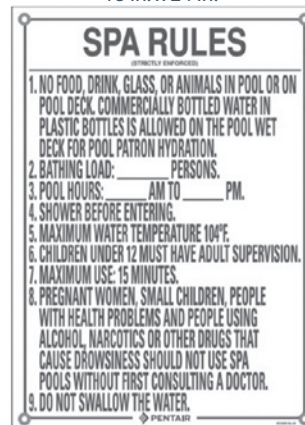 SPA RULES
(STRICTLY ENFORCED)
1. NO FOOD, DRINK, GLASS, OR ANIMALS IN POOL OR ON
POOL DECK. COMMERCIALLY BOTTLED WATER IN
PLASTIC BOTTLES IS ALLOWED ON THE POOL WET
DECK FOR POOL PATRON HYDRATION.
2. BATHING LOAD: _______ PERSONS.
3. POOL HOURS: ______ AM TO ______ PM.
4. SHOWER BEFORE ENTERING.
5. MAXIMUM WATER TEMPERATURE 104°F.
6. CHILDREN UNDER 12 MUST HAVE ADULT SUPERVISION.
7. MAXIMUM USE: 15 MINUTES.
8. PREGNANT WOMEN, SMALL CHILDREN, PEOPLE
WITH HEALTH PROBLEMS AND PEOPLE USING
ALCOHOL, NARCOTICS OR OTHER DRUGS THAT
CAUSE DROWSINESS SHOULD NOT USE SPA
POOLS WITHOUT FIRST CONSULTING A DOCTOR.
9. DO NOT SWALLOW THE WATER.
PENTAIR